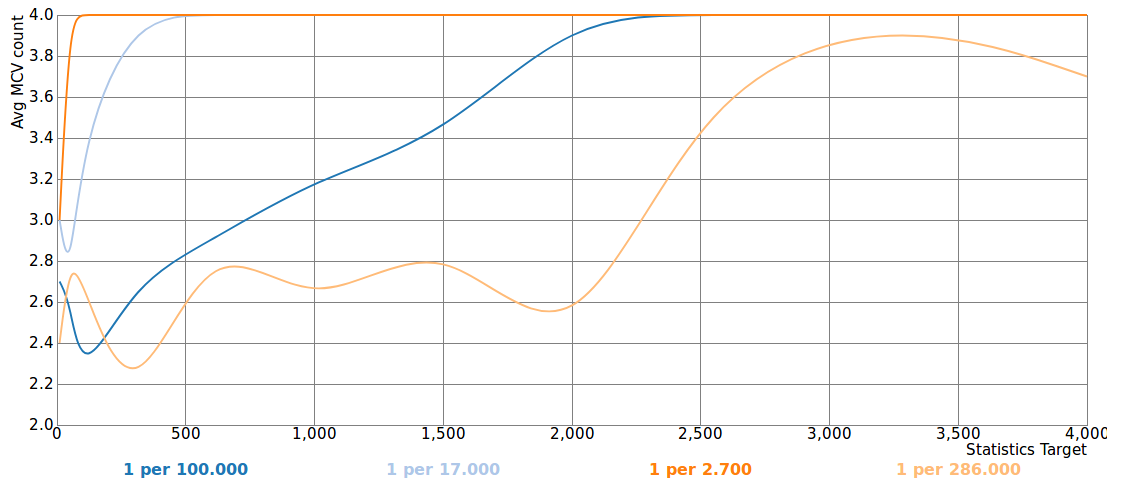 Avg MCV count
4.0
3.8
3.6
3.4
3.2
3.0
2.8
2.6
2.4
2.2
2.0
0 500 1,000 1,500 2,000 2,500 3,000 3,500 4,000
Statistics Target
1 per 100.000 1 per 17.000 1 per 2.700 1 per 286.000